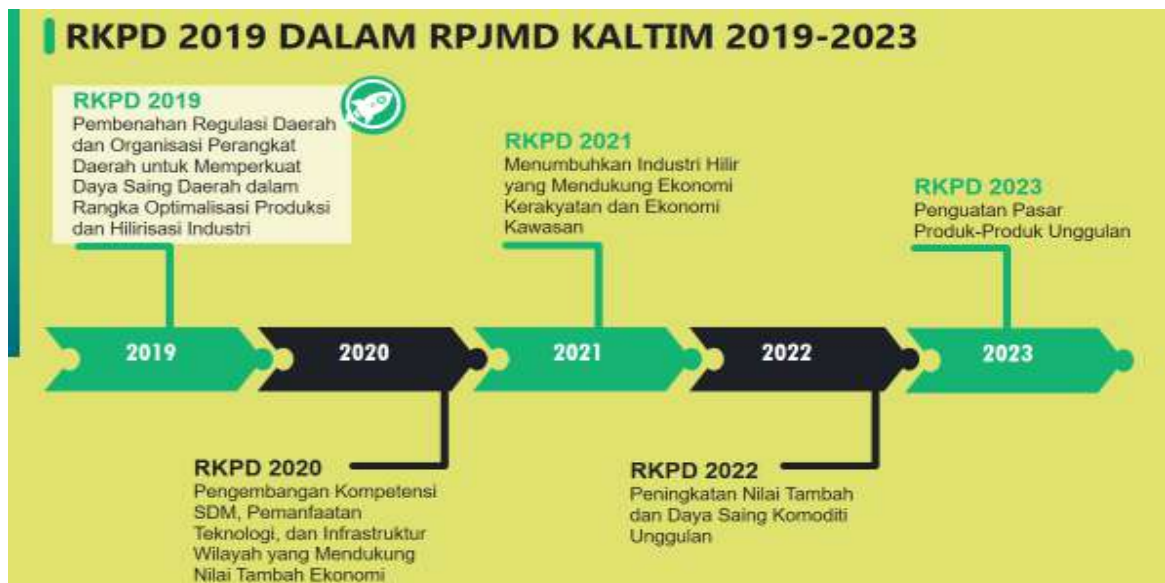 RKPD 2019 DALAM RPJMD KALTIM 2019-2023
RKPD 2019
Pembenahan Regulasi Daerah
dan Organisasi Perangkat
Daerah untuk Memperkuat
Daya Saing Daerah dalam
Rangka Optimalisasi Produksi
dan Hilirisasi Industri
RKPD 2021
Menumbuhkan Industri Hilir
yang Mendukung Ekonomi
Kerakyatan dan Ekonomi
Kawasan
RKPD 2023
Penguatan Pasar
Produk-Produk Unggulan
2019
2020
2021
2022
2023
RKPD 2020
Pengembangan Kompetensi
SDM, Pemanfaatan
Teknologi, dan Infrastruktur
Wilayah yang Mendukung
Nilai Tambah Ekonomi
RKPD 2022
Peningkatan Nilai Tambah
dan Daya Saing Komoditi
Unggulan